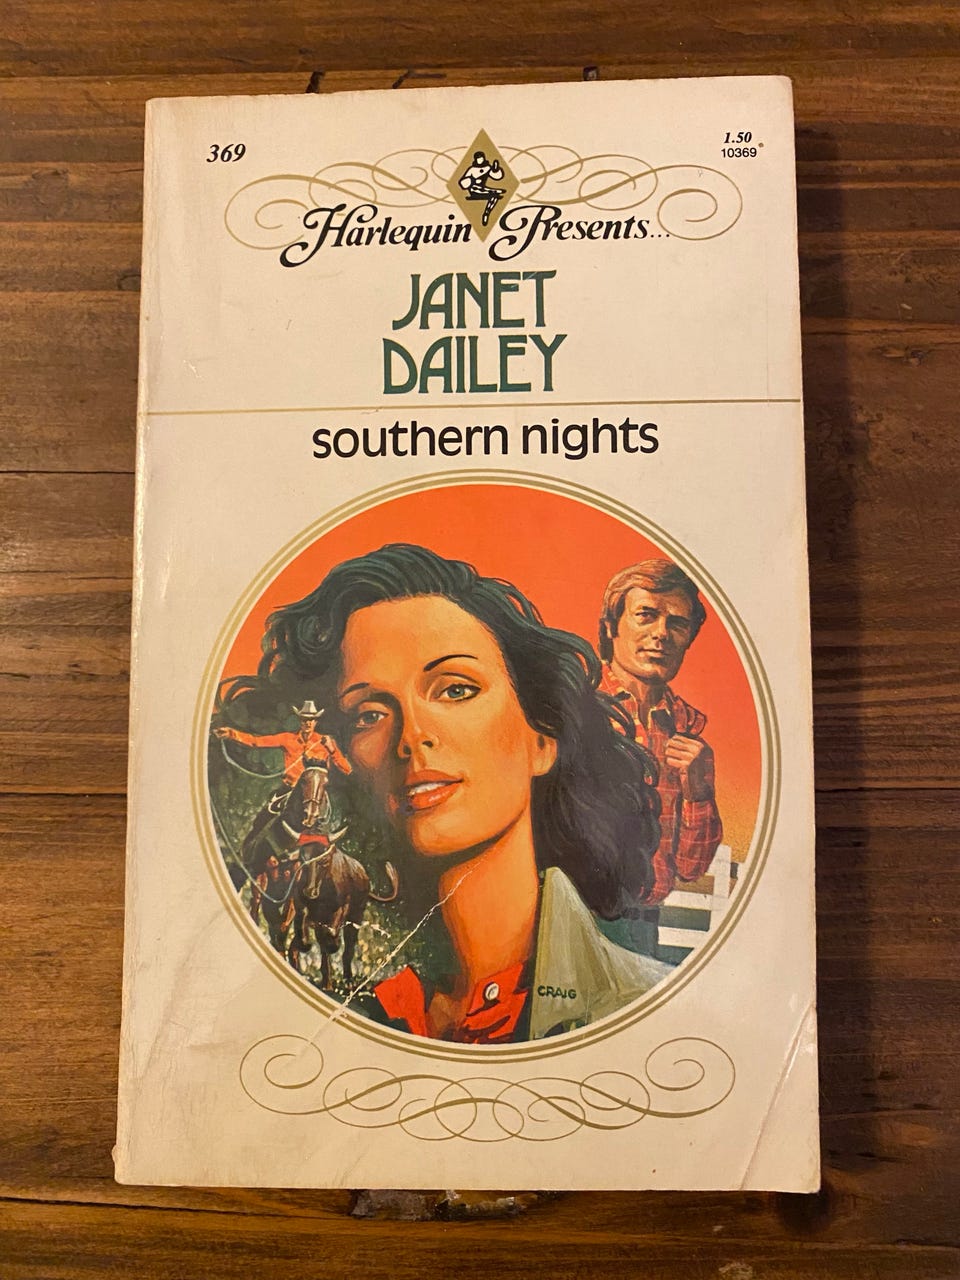 369
1.50
10369
Harlequin Presents...
JANET
DAILEY
southern nights
CRAIG